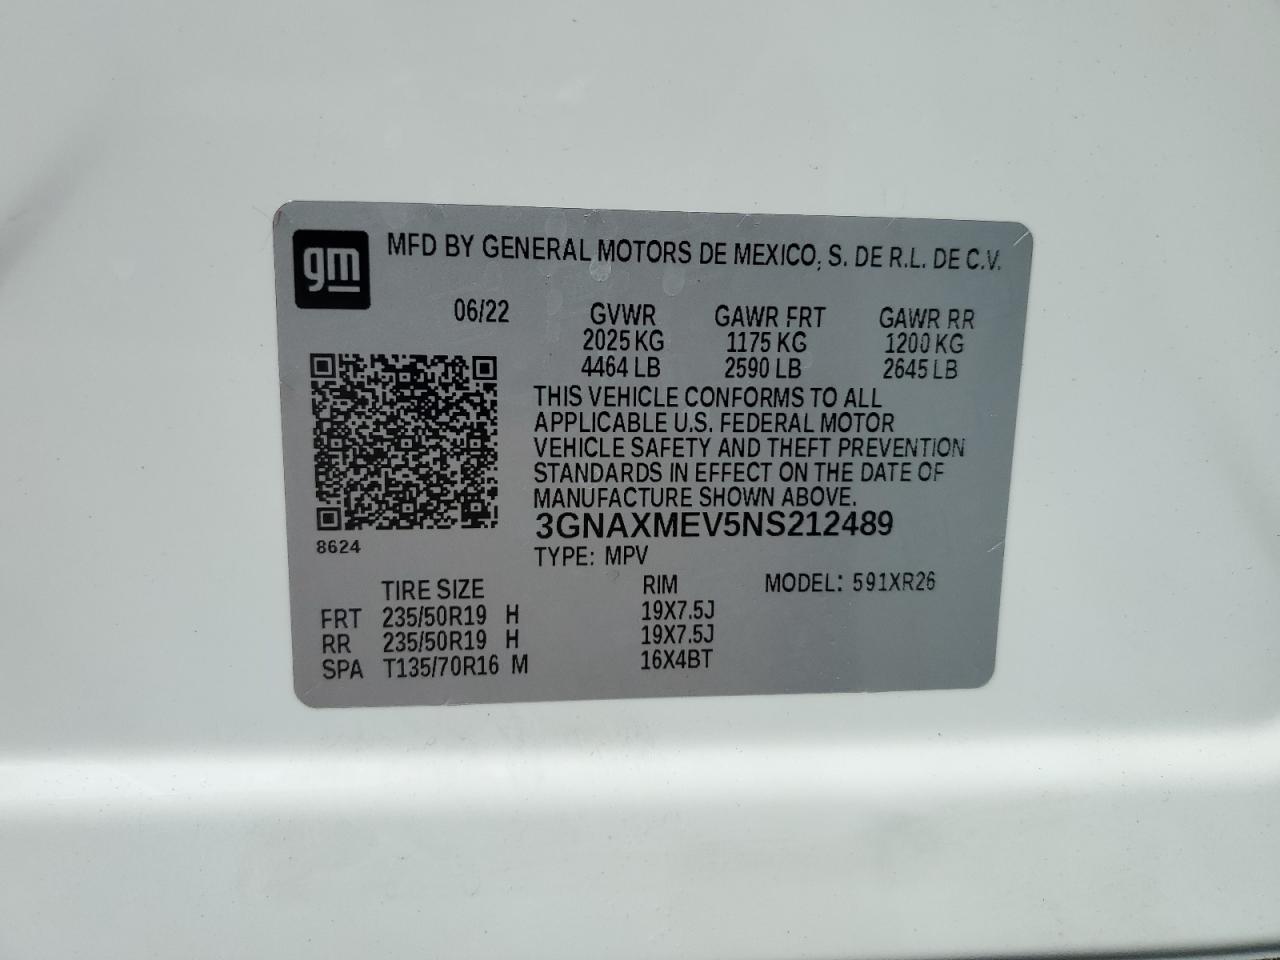 gm MFD BY GENERAL MOTORS DE MEXICO, S. DE R.L. DE C.V.
06/22 GVWR GAWR FRT GAWR RR
2025 KG 1175 KG 1200 KG
4464 LB 2590 LB 2645 LB
THIS VEHICLE CONFORMS TO ALL
APPLICABLE U.S. FEDERAL MOTOR
VEHICLE SAFETY AND THEFT PREVENTION
STANDARDS IN EFFECT ON THE DATE OF
MANUFACTURE SHOWN ABOVE.
3GNAXMEV5NS212489
8624
TYPE: MPV
TIRE SIZE RIM MODEL: 591XR26
FRT 235/50R19 H 19X7.5J
RR 235/50R19 H 19X7.5J
SPA T135/70R16 M 16X4BT